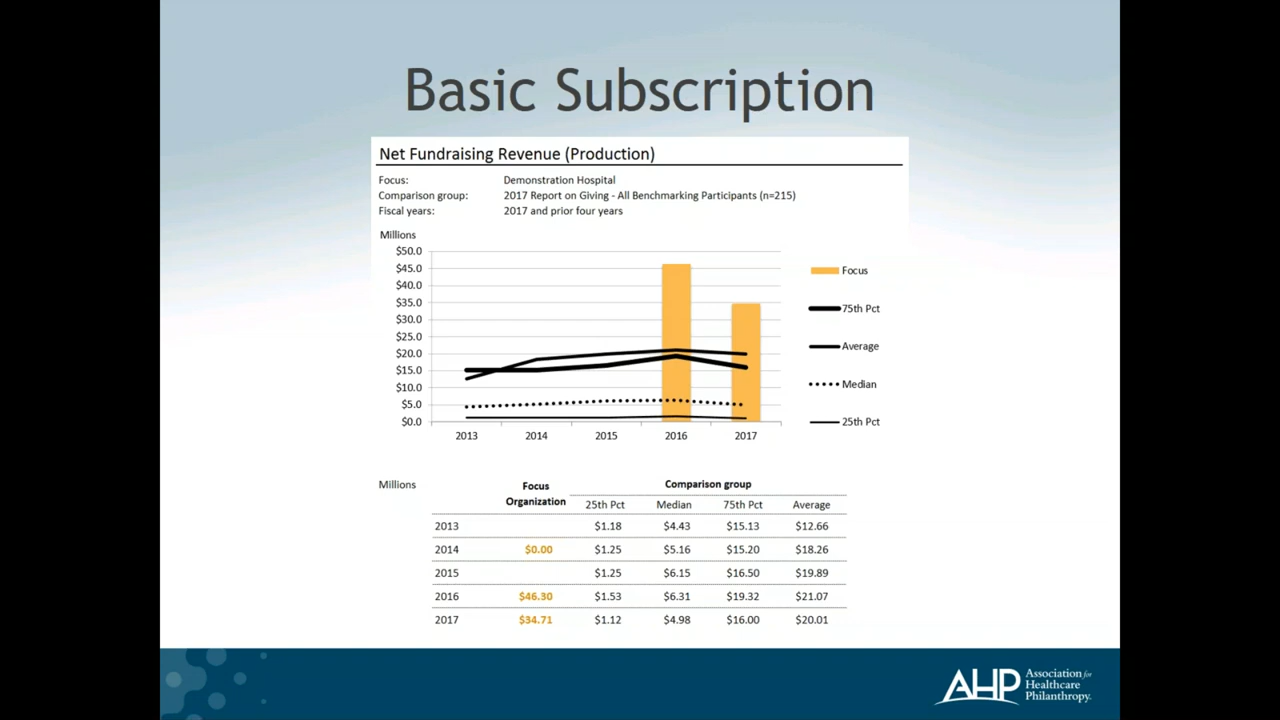 Basic Subscription
Net Fundraising Revenue (Production)
Focus: Demonstration Hospital
Comparison group: 2017 Report on Giving - All Benchmarking Participants (n=215)
Fiscal years: 2017 and prior four years
Millions
$50.0
$45.0
$40.0
$35.0
$30.0
$25.0
$20.0
$15.0
$10.0
$5.0
$0.0
2013 2014 2015 2016 2017
Focus
75th Pct
Average
Median
25th Pct
Millions Focus Organization Comparison group
25th Pct Median 75th Pct Average
2013 $1.18 $4.43 $15.13 $12.66
2014 $0.00 $1.25 $5.16 $15.20 $18.26
2015 $1.25 $6.15 $16.50 $19.89
2016 $46.30 $1.53 $6.31 $19.32 $21.07
2017 $34.71 $1.12 $4.98 $16.00 $20.01
AHP
Association for
Healthcare
Philanthropy.